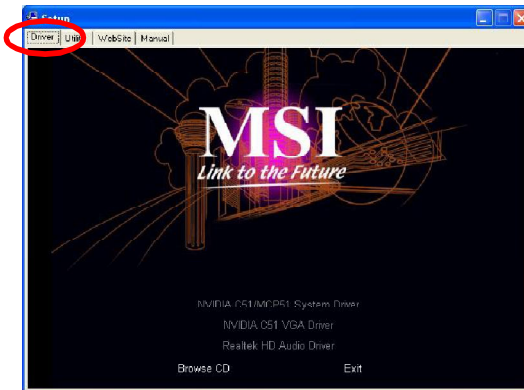 Setup
Driver Utility WebSite Manual
MSI
Link to the Future
NVIDIA C51/MCP51 System Driver
NVIDIA C51 VGA Driver
Realtek HD Audio Driver
Browse CD Exit